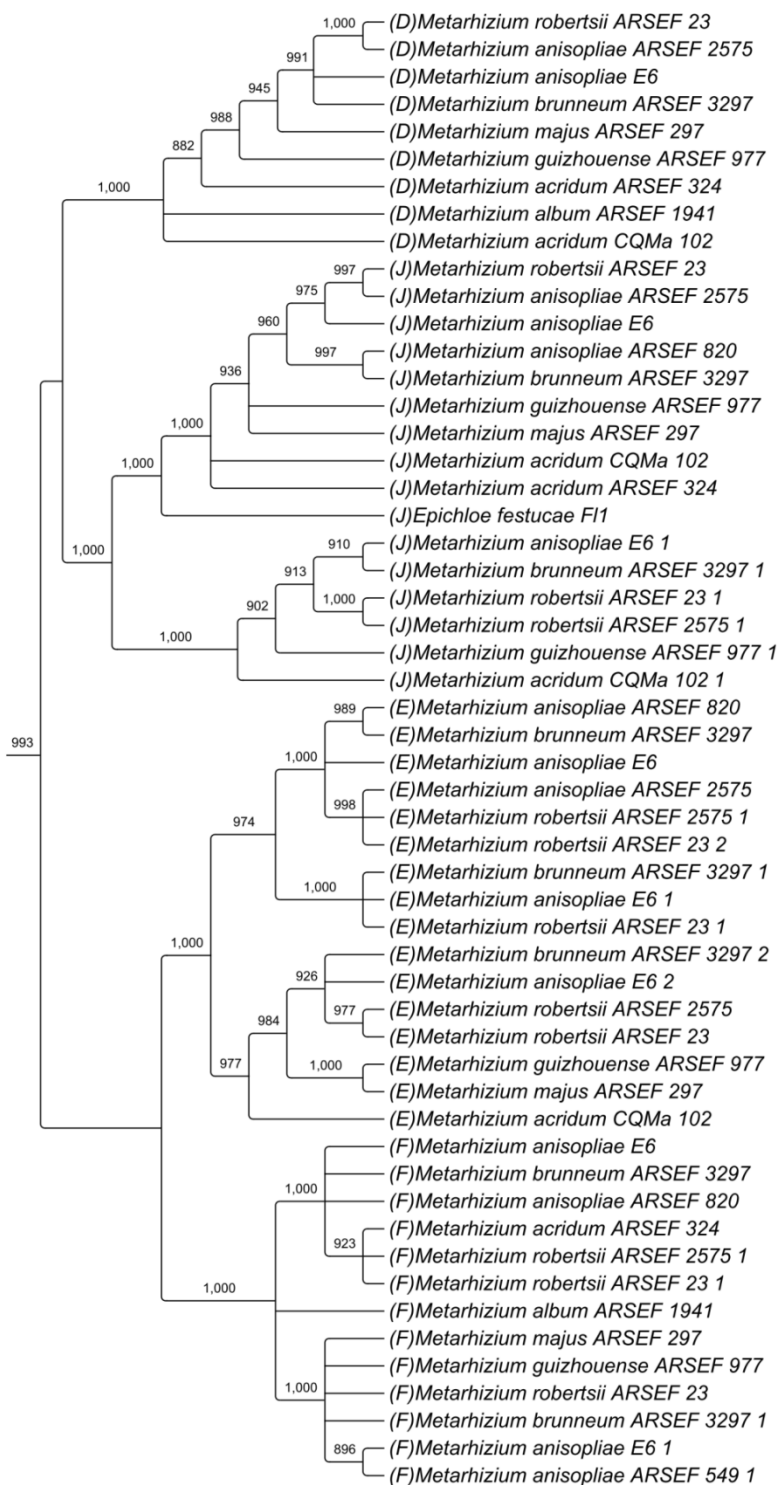 1,000 (D)Metarhizium robertsii ARSEF 23
(D)Metarhizium anisopliae ARSEF 2575
991
(D)Metarhizium anisopliae E6
945
(D)Metarhizium brunneum ARSEF 3297
988
(D)Metarhizium majus ARSEF 297
882
(D)Metarhizium guizhouense ARSEF 977
1,000
(D)Metarhizium acridum ARSEF 324
(D)Metarhizium album ARSEF 1941
(D)Metarhizium acridum CQMa 102
997 (J)Metarhizium robertsii ARSEF 23
975
(J)Metarhizium anisopliae ARSEF 2575
960
(J)Metarhizium anisopliae E6
997 (J)Metarhizium anisopliae ARSEF 820
936
(J)Metarhizium brunneum ARSEF 3297
(J)Metarhizium guizhouense ARSEF 977
1,000
(J)Metarhizium majus ARSEF 297
1,000
(J)Metarhizium acridum CQMa 102
(J)Metarhizium acridum ARSEF 324
(J)Epichloe festucae Fl1
1,000
910 (J)Metarhizium anisopliae E6 1
913
(J)Metarhizium brunneum ARSEF 3297 1
902
1,000 (J)Metarhizium robertsii ARSEF 23 1
(J)Metarhizium robertsii ARSEF 2575 1
1,000
(J)Metarhizium guizhouense ARSEF 977 1
(J)Metarhizium acridum CQMa 102 1
989 (E)Metarhizium anisopliae ARSEF 820
(E)Metarhizium brunneum ARSEF 3297
993
1,000
(E)Metarhizium anisopliae E6
(E)Metarhizium anisopliae ARSEF 2575
998
(E)Metarhizium robertsii ARSEF 2575 1
974
(E)Metarhizium robertsii ARSEF 23 2
(E)Metarhizium brunneum ARSEF 3297 1
1,000
(E)Metarhizium anisopliae E6 1
(E)Metarhizium robertsii ARSEF 23 1
1,000
(E)Metarhizium brunneum ARSEF 3297 2
926
(E)Metarhizium anisopliae E6 2
977 (E)Metarhizium robertsii ARSEF 2575
984
(E)Metarhizium robertsii ARSEF 23
977
1,000 (E)Metarhizium guizhouense ARSEF 977
(E)Metarhizium majus ARSEF 297
(E)Metarhizium acridum CQMa 102
(F)Metarhizium anisopliae E6
(F)Metarhizium brunneum ARSEF 3297
1,000
(F)Metarhizium anisopliae ARSEF 820
(F)Metarhizium acridum ARSEF 324
923
(F)Metarhizium robertsii ARSEF 2575 1
(F)Metarhizium robertsii ARSEF 23 1
1,000
(F)Metarhizium album ARSEF 1941
(F)Metarhizium majus ARSEF 297
(F)Metarhizium guizhouense ARSEF 977
1,000
(F)Metarhizium robertsii ARSEF 23
(F)Metarhizium brunneum ARSEF 3297 1
896 (F)Metarhizium anisopliae E6 1
(F)Metarhizium anisopliae ARSEF 549 1